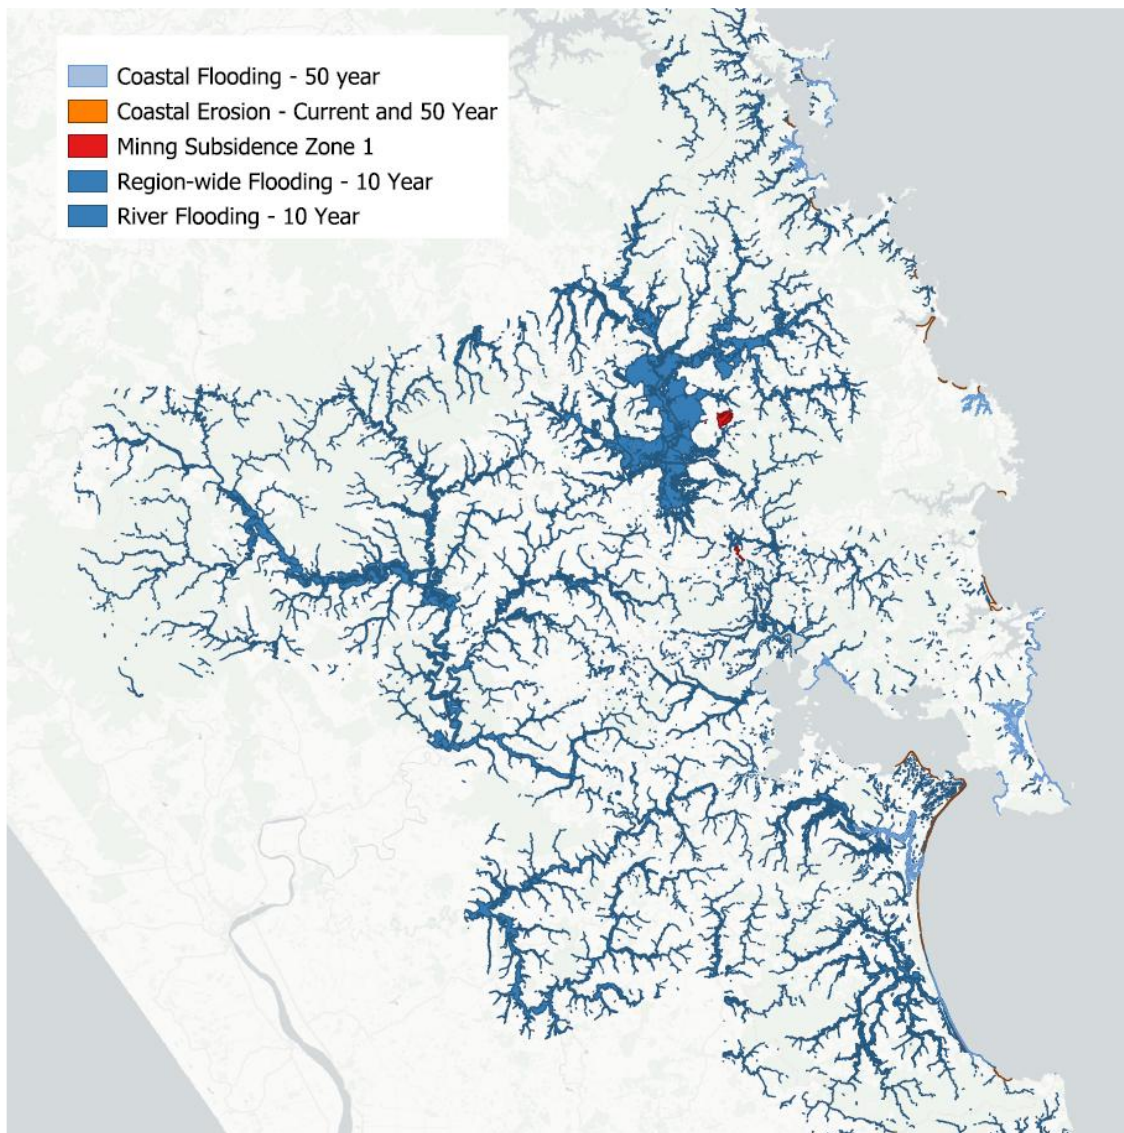 Coastal Flooding - 50 year
Coastal Erosion - Current and 50 Year
Minng Subsidence Zone 1
Region-wide Flooding - 10 Year
River Flooding - 10 Year